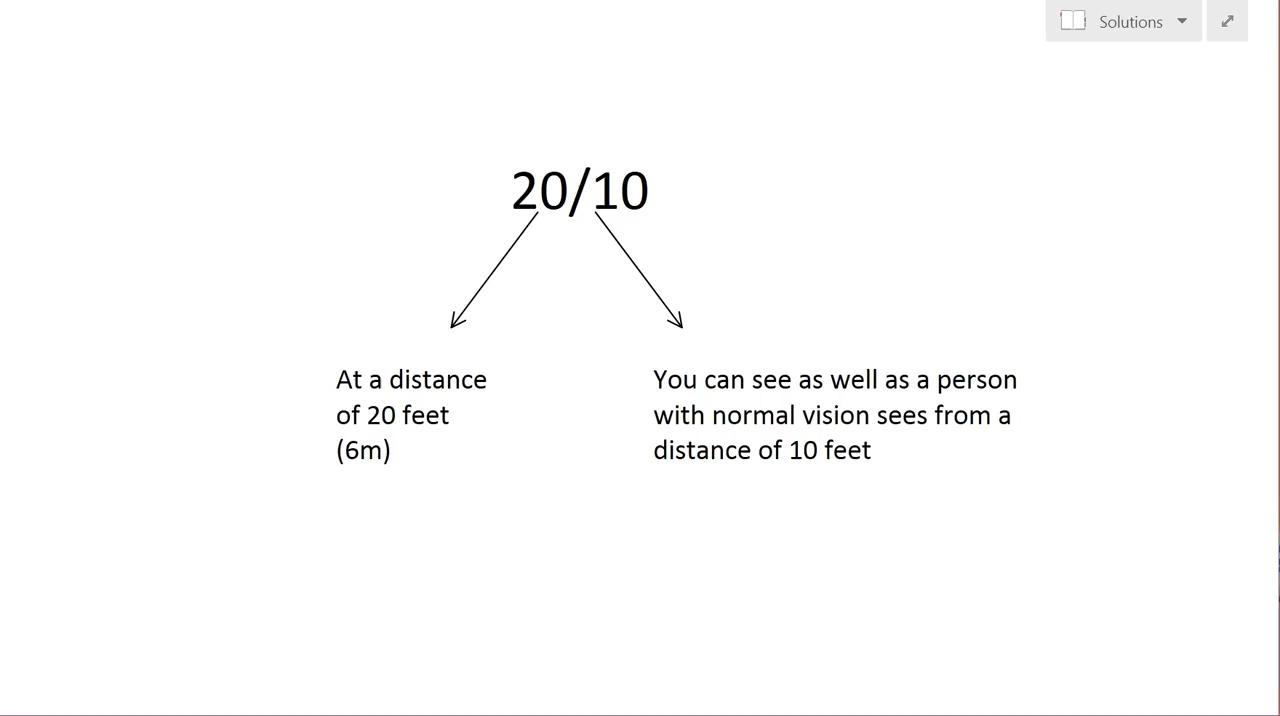 Solutions
20/10
At a distance
of 20 feet
(6m)
You can see as well as a person
with normal vision sees from a
distance of 10 feet